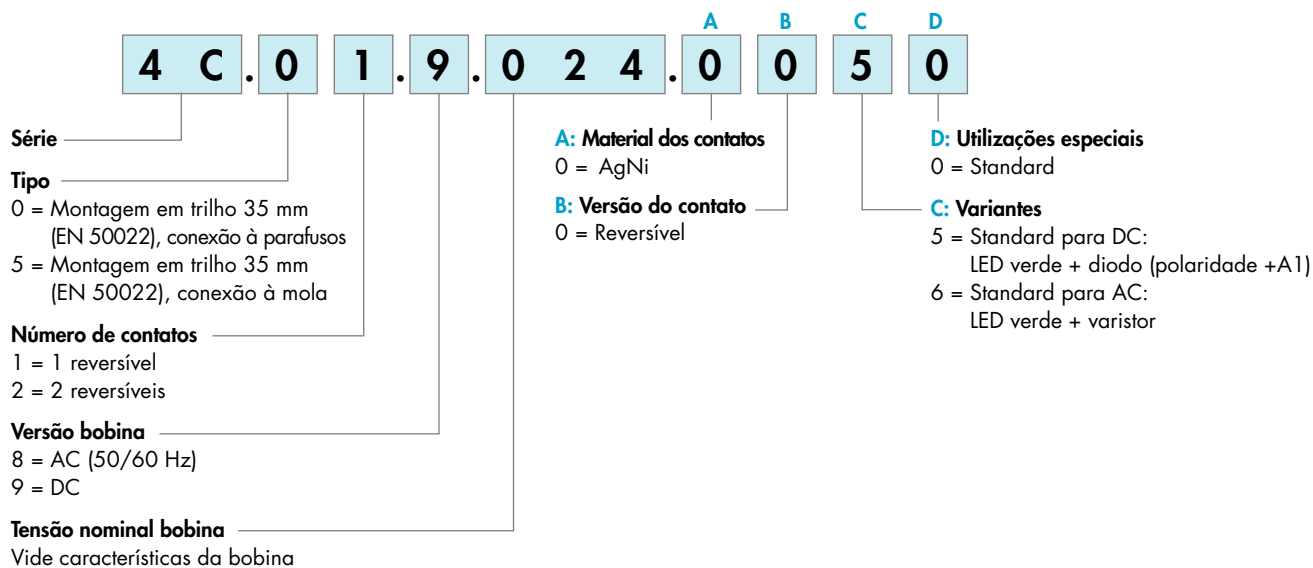 A B C D
4 C . 0 1 . 9 . 0 2 4 . 0 0 5 0
Série
Tipo
0 = Montagem em trilho 35 mm
(EN 50022), conexão à parafusos
5 = Montagem em trilho 35 mm
(EN 50022), conexão à mola
Número de contatos
1 = 1 reversível
2 = 2 reversíveis
Versão bobina
8 = AC (50/60 Hz)
9 = DC
Tensão nominal bobina
Vide características da bobina
A: Material dos contatos
0 = AgNi
B: Versão do contato
0 = Reversível
D: Utilizações especiais
0 = Standard
C: Variantes
5 = Standard para DC:
LED verde + diodo (polaridade +A1)
6 = Standard para AC:
LED verde + varistor